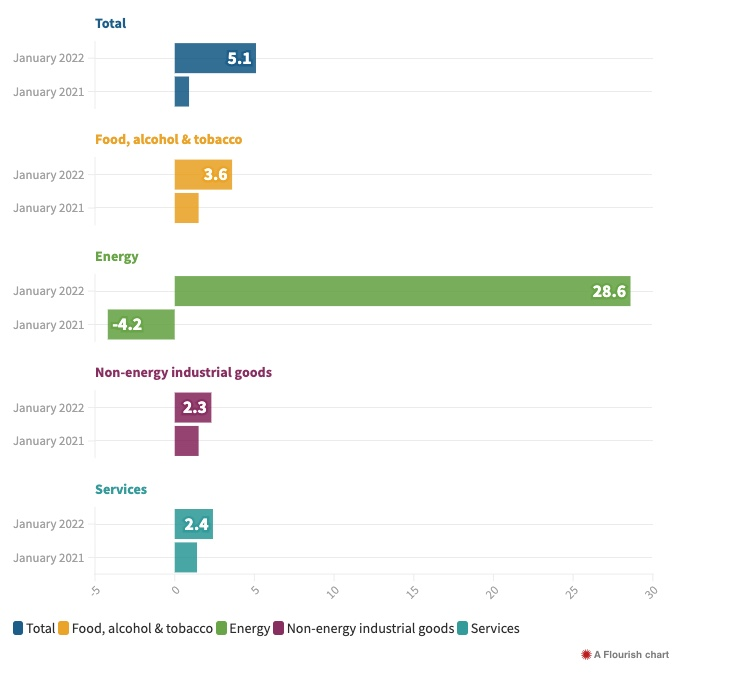 Total
January 2022
5.1
January 2021
Food, alcohol & tobacco
January 2022
3.6
January 2021
Energy
January 2022
28.6
January 2021
-4.2
Non-energy industrial goods
January 2022
2.3
January 2021
Services
January 2022
2.4
January 2021
-5 0 5 10 15 20 25 30
Total Food, alcohol & tobacco Energy Non-energy industrial goods Services
A Flourish chart